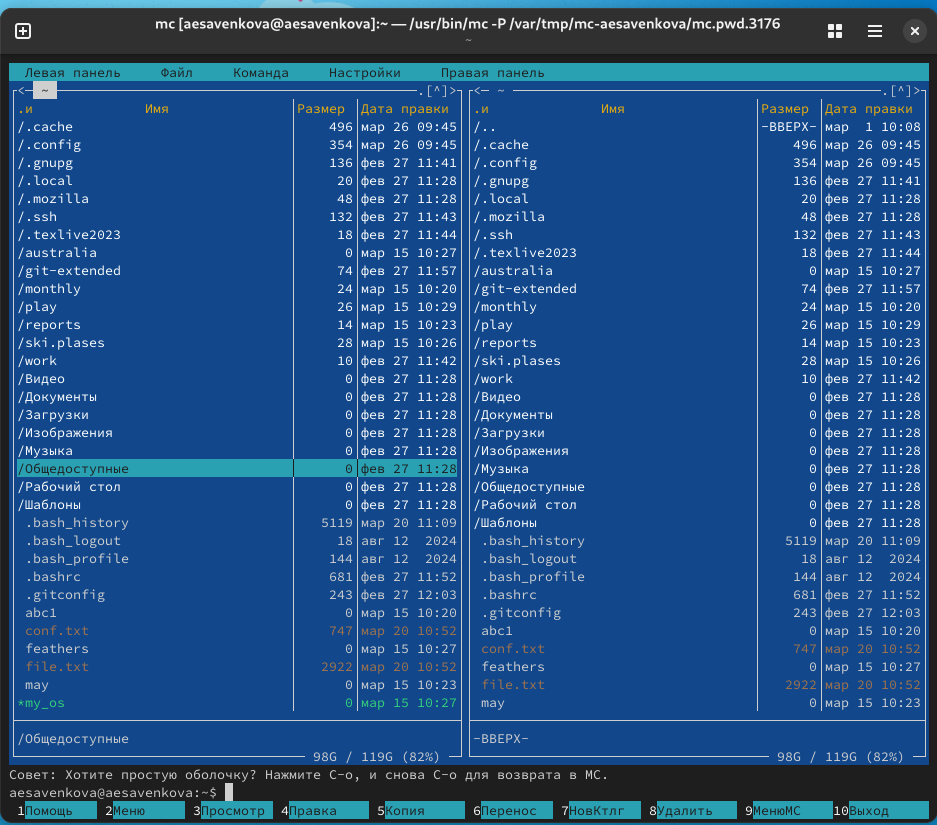 mc [aesavenkova@aesavenkova]:~ — /usr/bin/mc -P /var/tmp/mc-aesavenkova/mc.pwd.3176
~
Левая панель Файл Команда Настройки Правая панель
<─ ~ .[^]> <─ ~ .[^]>
.и Имя Размер Дата правки .и Имя Размер Дата правки
/.cache 496 мар 26 09:45 /.. -ВВЕРХ- мар 1 10:08
/.config 354 мар 26 09:45 /.cache 496 мар 26 09:45
/.gnupg 136 фев 27 11:41 /.config 354 мар 26 09:45
/.local 20 фев 27 11:28 /.gnupg 136 фев 27 11:41
/.mozilla 48 фев 27 11:28 /.local 20 фев 27 11:28
/.ssh 132 фев 27 11:43 /.mozilla 48 фев 27 11:28
/.texlive2023 18 фев 27 11:44 /.ssh 132 фев 27 11:43
/australia 0 мар 15 10:27 /.texlive2023 18 фев 27 11:44
/git-extended 74 фев 27 11:57 /australia 0 мар 15 10:27
/monthly 24 мар 15 10:20 /git-extended 74 фев 27 11:57
/play 26 мар 15 10:29 /monthly 24 мар 15 10:20
/reports 14 мар 15 10:23 /play 26 мар 15 10:29
/ski.plases 28 мар 15 10:26 /reports 14 мар 15 10:23
/work 10 фев 27 11:42 /ski.plases 28 мар 15 10:26
/Видео 0 фев 27 11:28 /work 10 фев 27 11:42
/Документы 0 фев 27 11:28 /Видео 0 фев 27 11:28
/Загрузки 0 фев 27 11:28 /Документы 0 фев 27 11:28
/Изображения 0 фев 27 11:28 /Загрузки 0 фев 27 11:28
/Музыка 0 фев 27 11:28 /Изображения 0 фев 27 11:28
/Общедоступные 0 фев 27 11:28 /Музыка 0 фев 27 11:28
/Рабочий стол 0 фев 27 11:28 /Общедоступные 0 фев 27 11:28
/Шаблоны 0 фев 27 11:28 /Рабочий стол 0 фев 27 11:28
.bash_history 5119 мар 20 11:09 /Шаблоны 0 фев 27 11:28
.bash_logout 18 авг 12 2024 .bash_history 5119 мар 20 11:09
.bash_profile 144 авг 12 2024 .bash_logout 18 авг 12 2024
.bashrc 681 фев 27 11:52 .bash_profile 144 авг 12 2024
.gitconfig 243 фев 27 12:03 .bashrc 681 фев 27 11:52
abc1 0 мар 15 10:20 .gitconfig 243 фев 27 12:03
conf.txt 747 мар 20 10:52 abc1 0 мар 15 10:20
feathers 0 мар 15 10:27 conf.txt 747 мар 20 10:52
file.txt 2922 мар 20 10:52 feathers 0 мар 15 10:27
may 0 мар 15 10:23 file.txt 2922 мар 20 10:52
*my_os 0 мар 15 10:27 may 0 мар 15 10:23
/Общедоступные -ВВЕРХ-
98G / 119G (82%) 98G / 119G (82%)
Совет: Хотите простую оболочку? Нажмите C-o, и снова C-o для возврата в MC.
aesavenkova@aesavenkova:~$
1Помощь 2Меню 3Просмотр 4Правка 5Копия 6Перенос 7НовКтлг 8Удалить 9МенюMC 10Выход